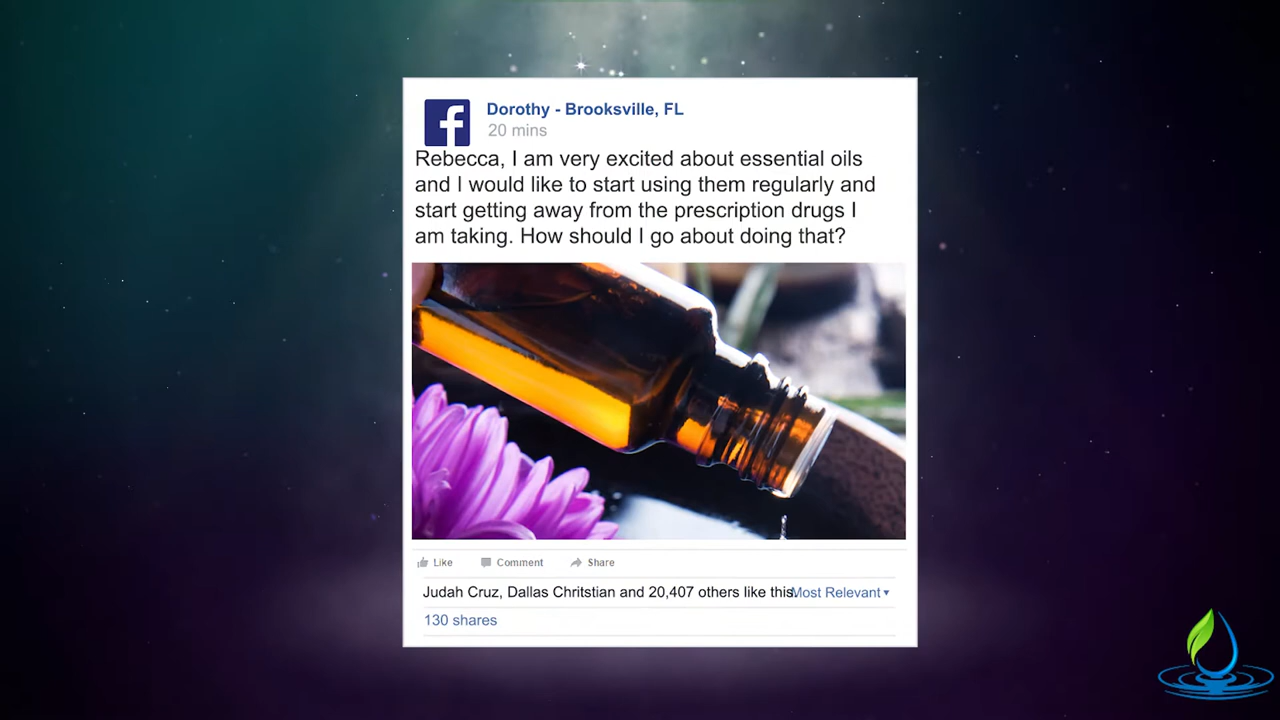 Dorothy - Brooksville, FL
20 mins
Rebecca, I am very excited about essential oils
and I would like to start using them regularly and
start getting away from the prescription drugs I
am taking. How should I go about doing that?
Like Comment Share
Judah Cruz, Dallas Chritstian and 20,407 others like this. Most Relevant
130 shares